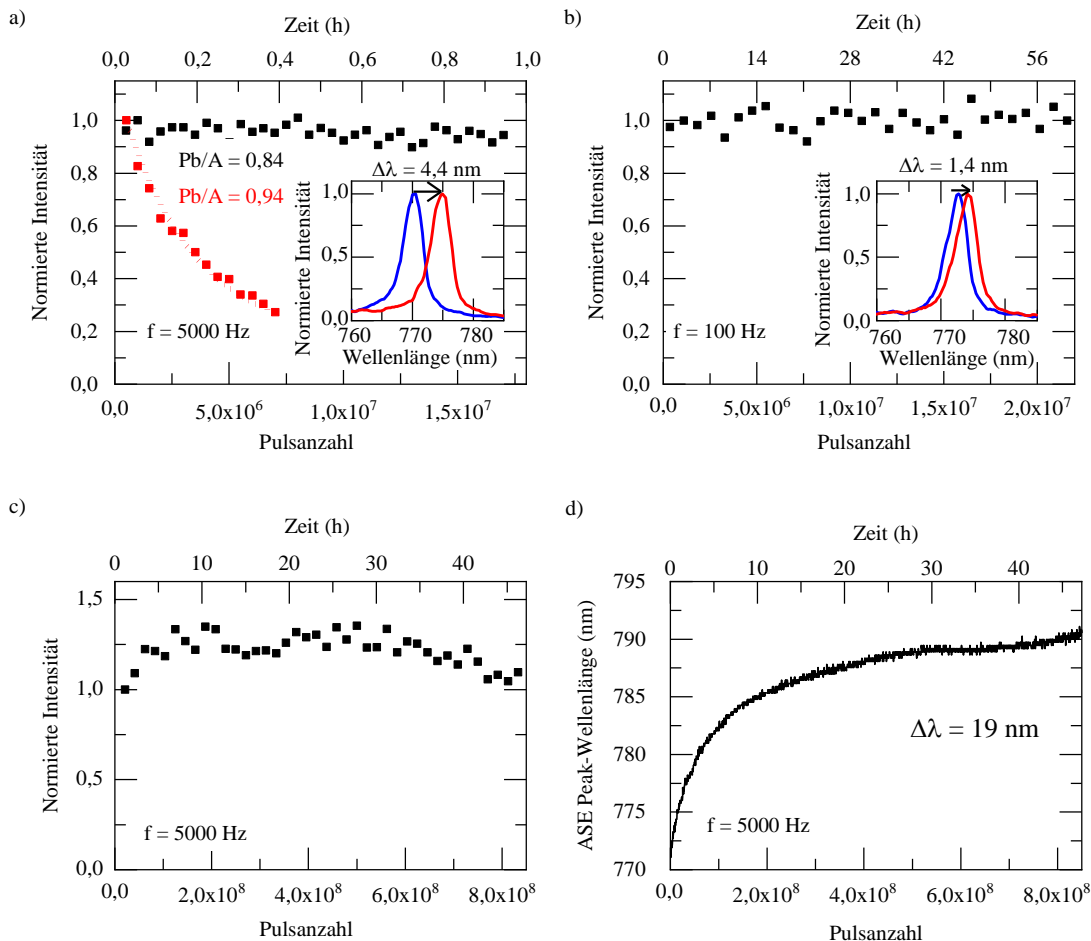 a)
Zeit (h)
0,0 0,2 0,4 0,6 0,8 1,0
1,0
0,8
0,6
0,4
0,2
1,0
Normierte Intensität
Pb/A = 0,84
Pb/A = 0,94
f = 5000 Hz
Δλ = 4,4 nm
1,0
0,5
0,0
Normierte Intensität
760 770 780
Wellenlänge (nm)
0,0 5,0x10⁶ 1,0x10⁷ 1,5x10⁷
Pulsanzahl
b)
Zeit (h)
0 14 28 42 56
1,0
0,8
0,6
0,4
0,2
1,0
Normierte Intensität
f = 100 Hz
Δλ = 1,4 nm
1,0
0,5
0,0
Normierte Intensität
760 770 780
Wellenlänge (nm)
0,0 5,0x10⁶ 1,0x10⁷ 1,5x10⁷ 2,0x10⁷
Pulsanzahl
c)
Zeit (h)
0 10 20 30 40
1,5
1,0
0,5
0,0
Normierte Intensität
f = 5000 Hz
0,0 2,0x10⁸ 4,0x10⁸ 6,0x10⁸ 8,0x10⁸
Pulsanzahl
d)
Zeit (h)
0 10 20 30 40
795
790
785
780
775
770
ASE Peak-Wellenlänge (nm)
Δλ = 19 nm
f = 5000 Hz
0,0 2,0x10⁸ 4,0x10⁸ 6,0x10⁸ 8,0x10⁸
Pulsanzahl